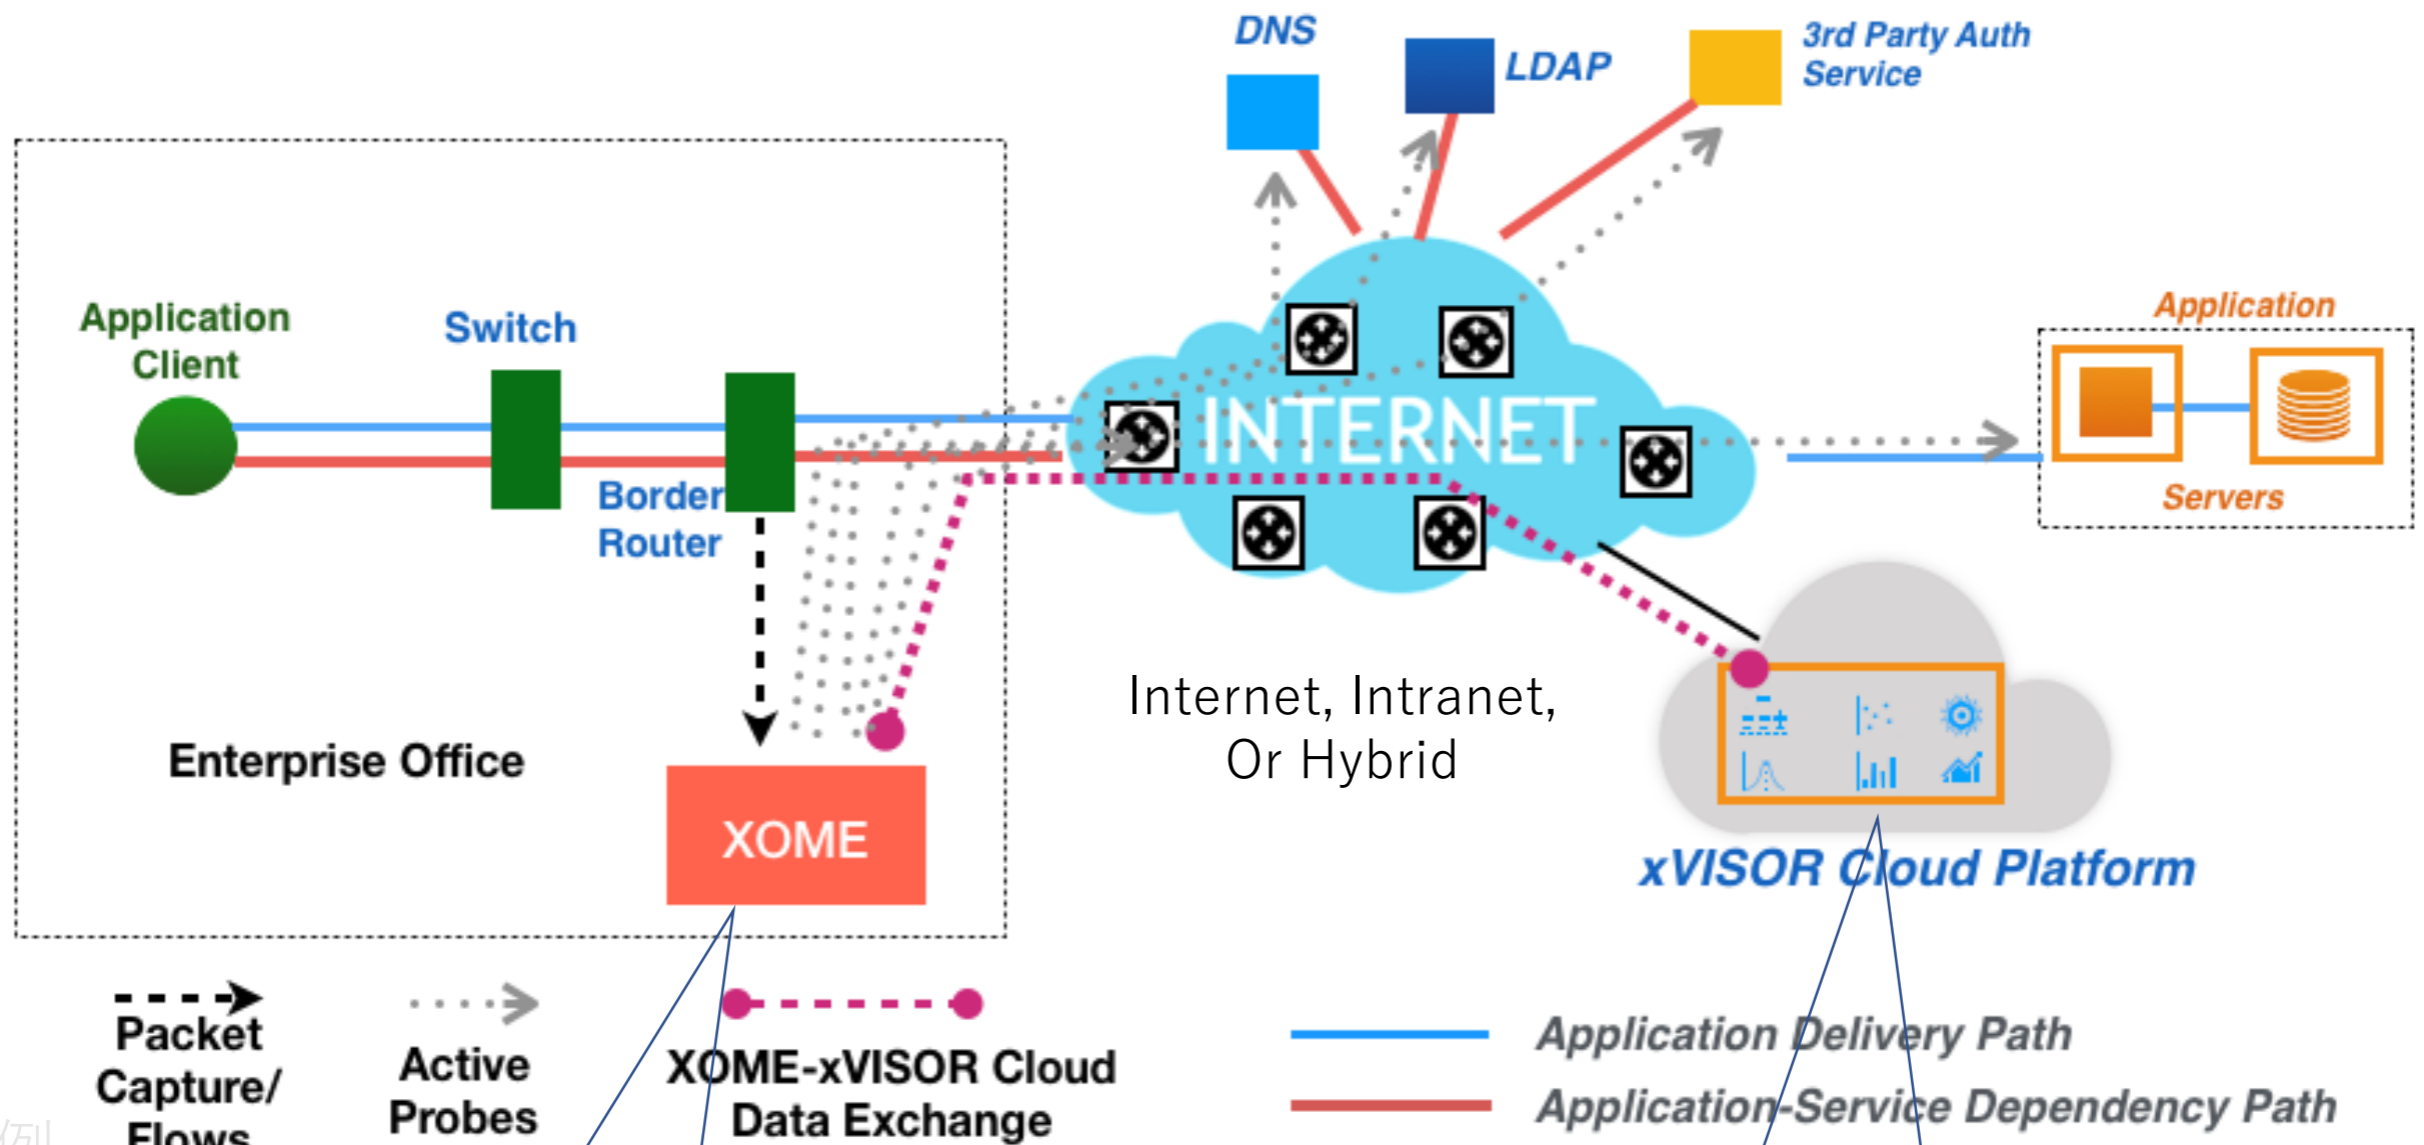 DNS
LDAP
3rd Party Auth
Service
Application
Client
Switch
Border
Router
INTERNET
Application
Servers
Internet, Intranet,
Or Hybrid
Enterprise Office
XOME
xVISOR Cloud Platform
Packet
Capture/
Flows
Active
Probes
XOME-xVISOR Cloud
Data Exchange
Application Delivery Path
Application-Service Dependency Path
例